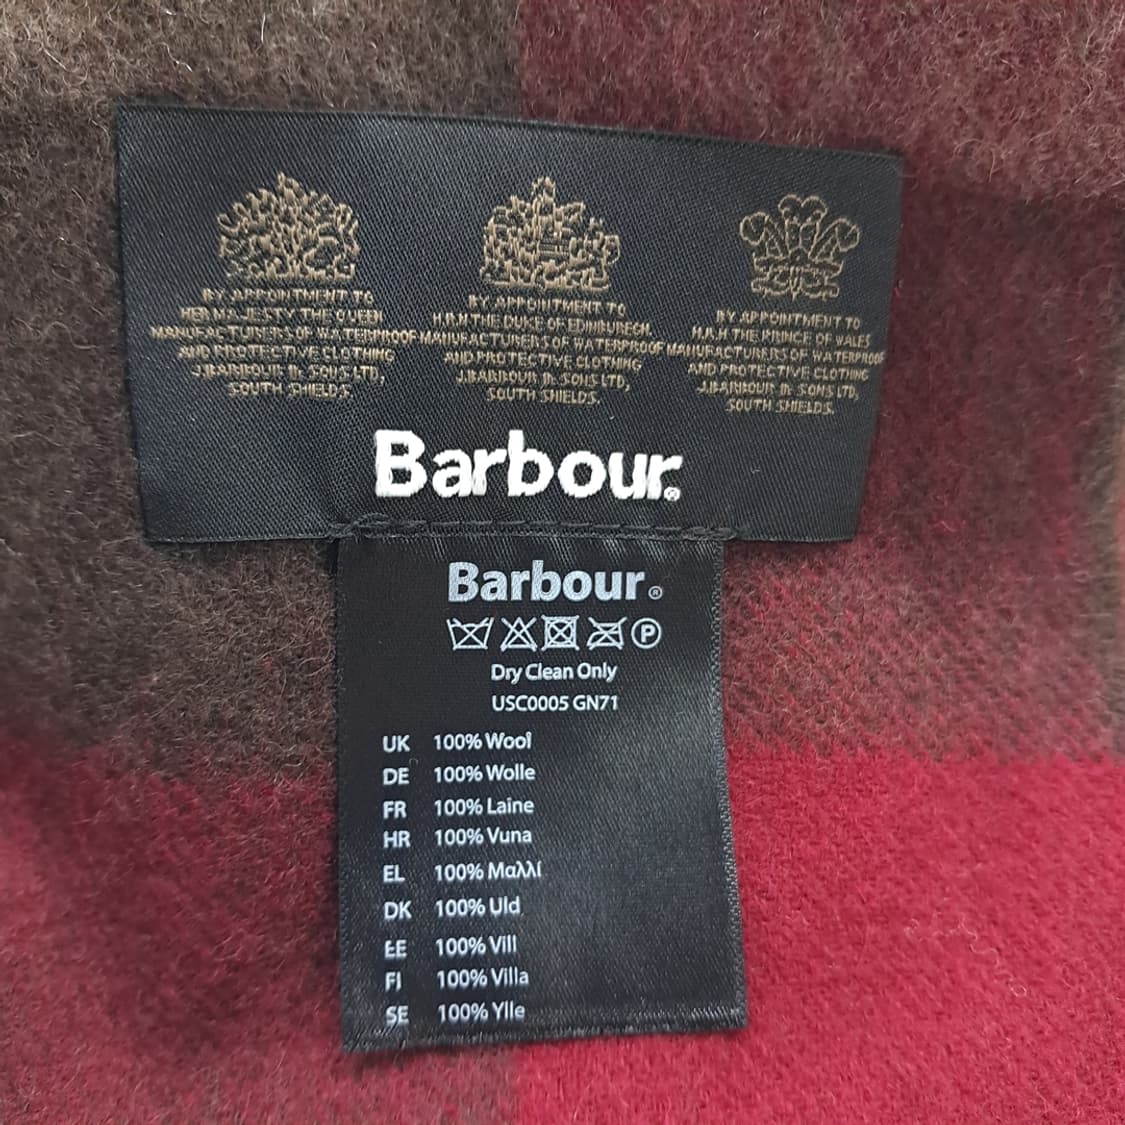 BY APPOINTMENT TO
HER MAJESTY THE QUEEN
MANUFACTURERS OF WATERPROOF
AND PROTECTIVE CLOTHING
J.BARBOUR & SONS LTD,
SOUTH SHIELDS.
BY APPOINTMENT TO
H.R.H THE DUKE OF EDINBURGH
MANUFACTURERS OF WATERPROOF
AND PROTECTIVE CLOTHING
J.BARBOUR & SONS LTD,
SOUTH SHIELDS.
BY APPOINTMENT TO
H.R.H THE PRINCE OF WALES
MANUFACTURERS OF WATERPROOF
AND PROTECTIVE CLOTHING
J.BARBOUR & SONS LTD,
SOUTH SHIELDS.
Barbour®
Barbour®
P
Dry Clean Only
USC0005 GN71
UK 100% Wool
DE 100% Wolle
FR 100% Laine
HR 100% Vuna
EL 100% Μαλλί
DK 100% Uld
EE 100% Vill
FI 100% Villa
SE 100% Ylle